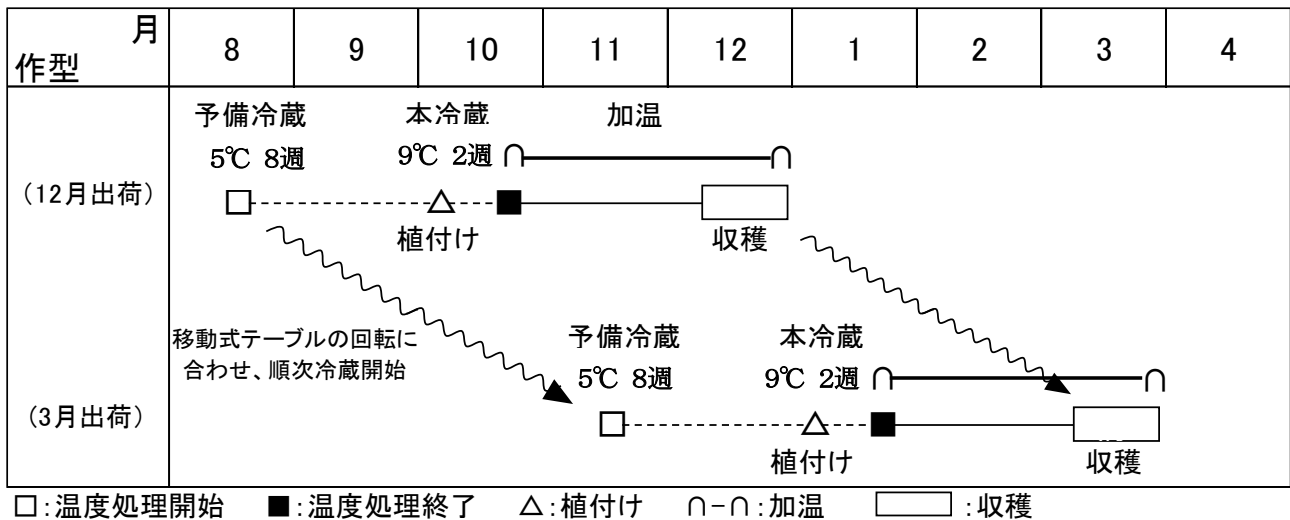 月
作型
8 9 10 11 12 1 2 3 4
予備冷蔵 本冷蔵 加温
5℃ 8週 9℃ 2週
(12月出荷)
植付け 収穫
移動式テーブルの回転に
合わせ、順次冷蔵開始
予備冷蔵 本冷蔵
5℃ 8週 9℃ 2週
(3月出荷)
植付け 収穫
□:温度処理開始 ■:温度処理終了 △:植付け ∩-∩:加温 :収穫